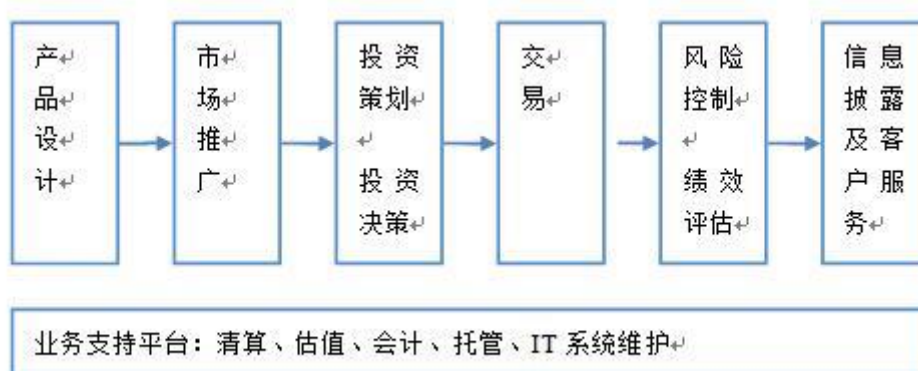 产
品
设
计
市
场
推
广
投资
策划
投资
决策
交
易
风险
控制
绩效
评估
信息
披露
及客
户服
务
业务支持平台：清算、估值、会计、托管、IT 系统维护